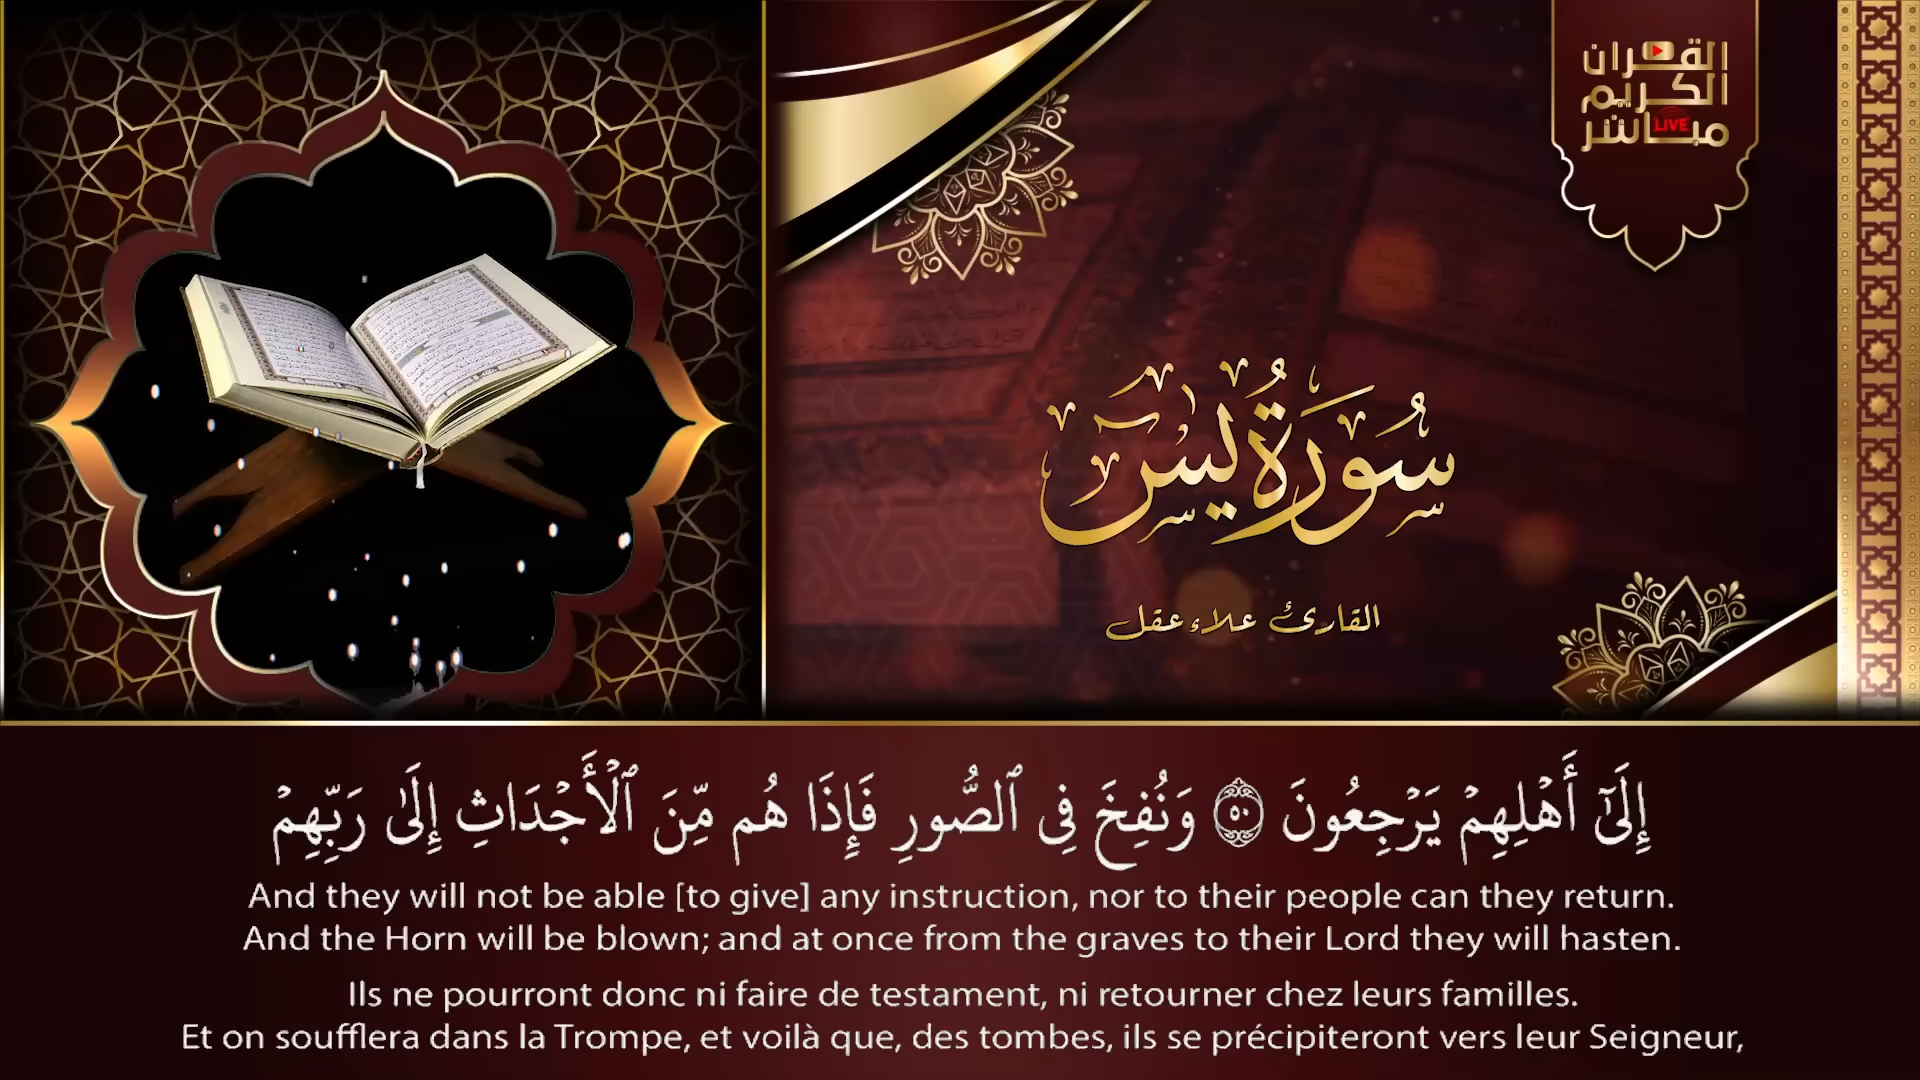 القرآن
الكريم
مباشر
LIVE
سُورَةُ يسٓ
القارئ علاء عقل
إِلَىٰٓ أَهْلِهِمْ يَرْجِعُونَ ٥٠ وَنُفِخَ فِى ٱلصُّورِ فَإِذَا هُم مِّنَ ٱلْأَجْدَاثِ إِلَىٰ رَبِّهِمْ
And they will not be able [to give] any instruction, nor to their people can they return.
And the Horn will be blown; and at once from the graves to their Lord they will hasten.
Ils ne pourront donc ni faire de testament, ni retourner chez leurs familles.
Et on soufflera dans la Trompe, et voilà que, des tombes, ils se précipiteront vers leur Seigneur,